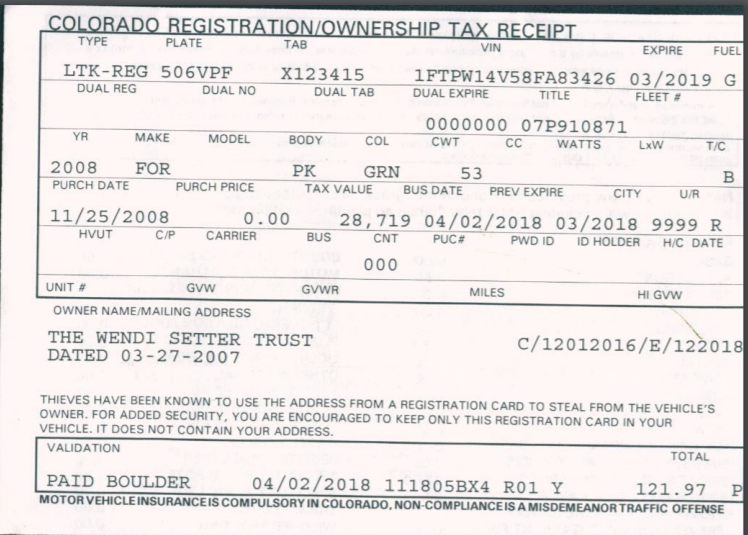 COLORADO REGISTRATION/OWNERSHIP TAX RECEIPT
TYPE PLATE TAB VIN EXPIRE FUEL
LTK-REG 506VPF X123415 1FTPW14V58FA83426 03/2019 G
DUAL REG DUAL NO DUAL TAB DUAL EXPIRE TITLE FLEET #
0000000 07P910871
YR MAKE MODEL BODY COL CWT CC WATTS LxW T/C
2008 FOR PK GRN 53 B
PURCH DATE PURCH PRICE TAX VALUE BUS DATE PREV EXPIRE CITY U/R
11/25/2008 0.00 28,719 04/02/2018 03/2018 9999 R
HVUT C/P CARRIER BUS CNT PUC# PWD ID ID HOLDER H/C DATE
000
UNIT # GVW GVWR MILES HI GVW
OWNER NAME/MAILING ADDRESS
THE WENDI SETTER TRUST C/12012016/E/122018
DATED 03-27-2007
THIEVES HAVE BEEN KNOWN TO USE THE ADDRESS FROM A REGISTRATION CARD TO STEAL FROM THE VEHICLE'S
OWNER. FOR ADDED SECURITY, YOU ARE ENCOURAGED TO KEEP ONLY THIS REGISTRATION CARD IN YOUR
VEHICLE. IT DOES NOT CONTAIN YOUR ADDRESS.
VALIDATION TOTAL
PAID BOULDER 04/02/2018 111805BX4 R01 Y 121.97 P
MOTOR VEHICLE INSURANCE IS COMPULSORY IN COLORADO, NON-COMPLIANCE IS A MISDEMEANOR TRAFFIC OFFENSE